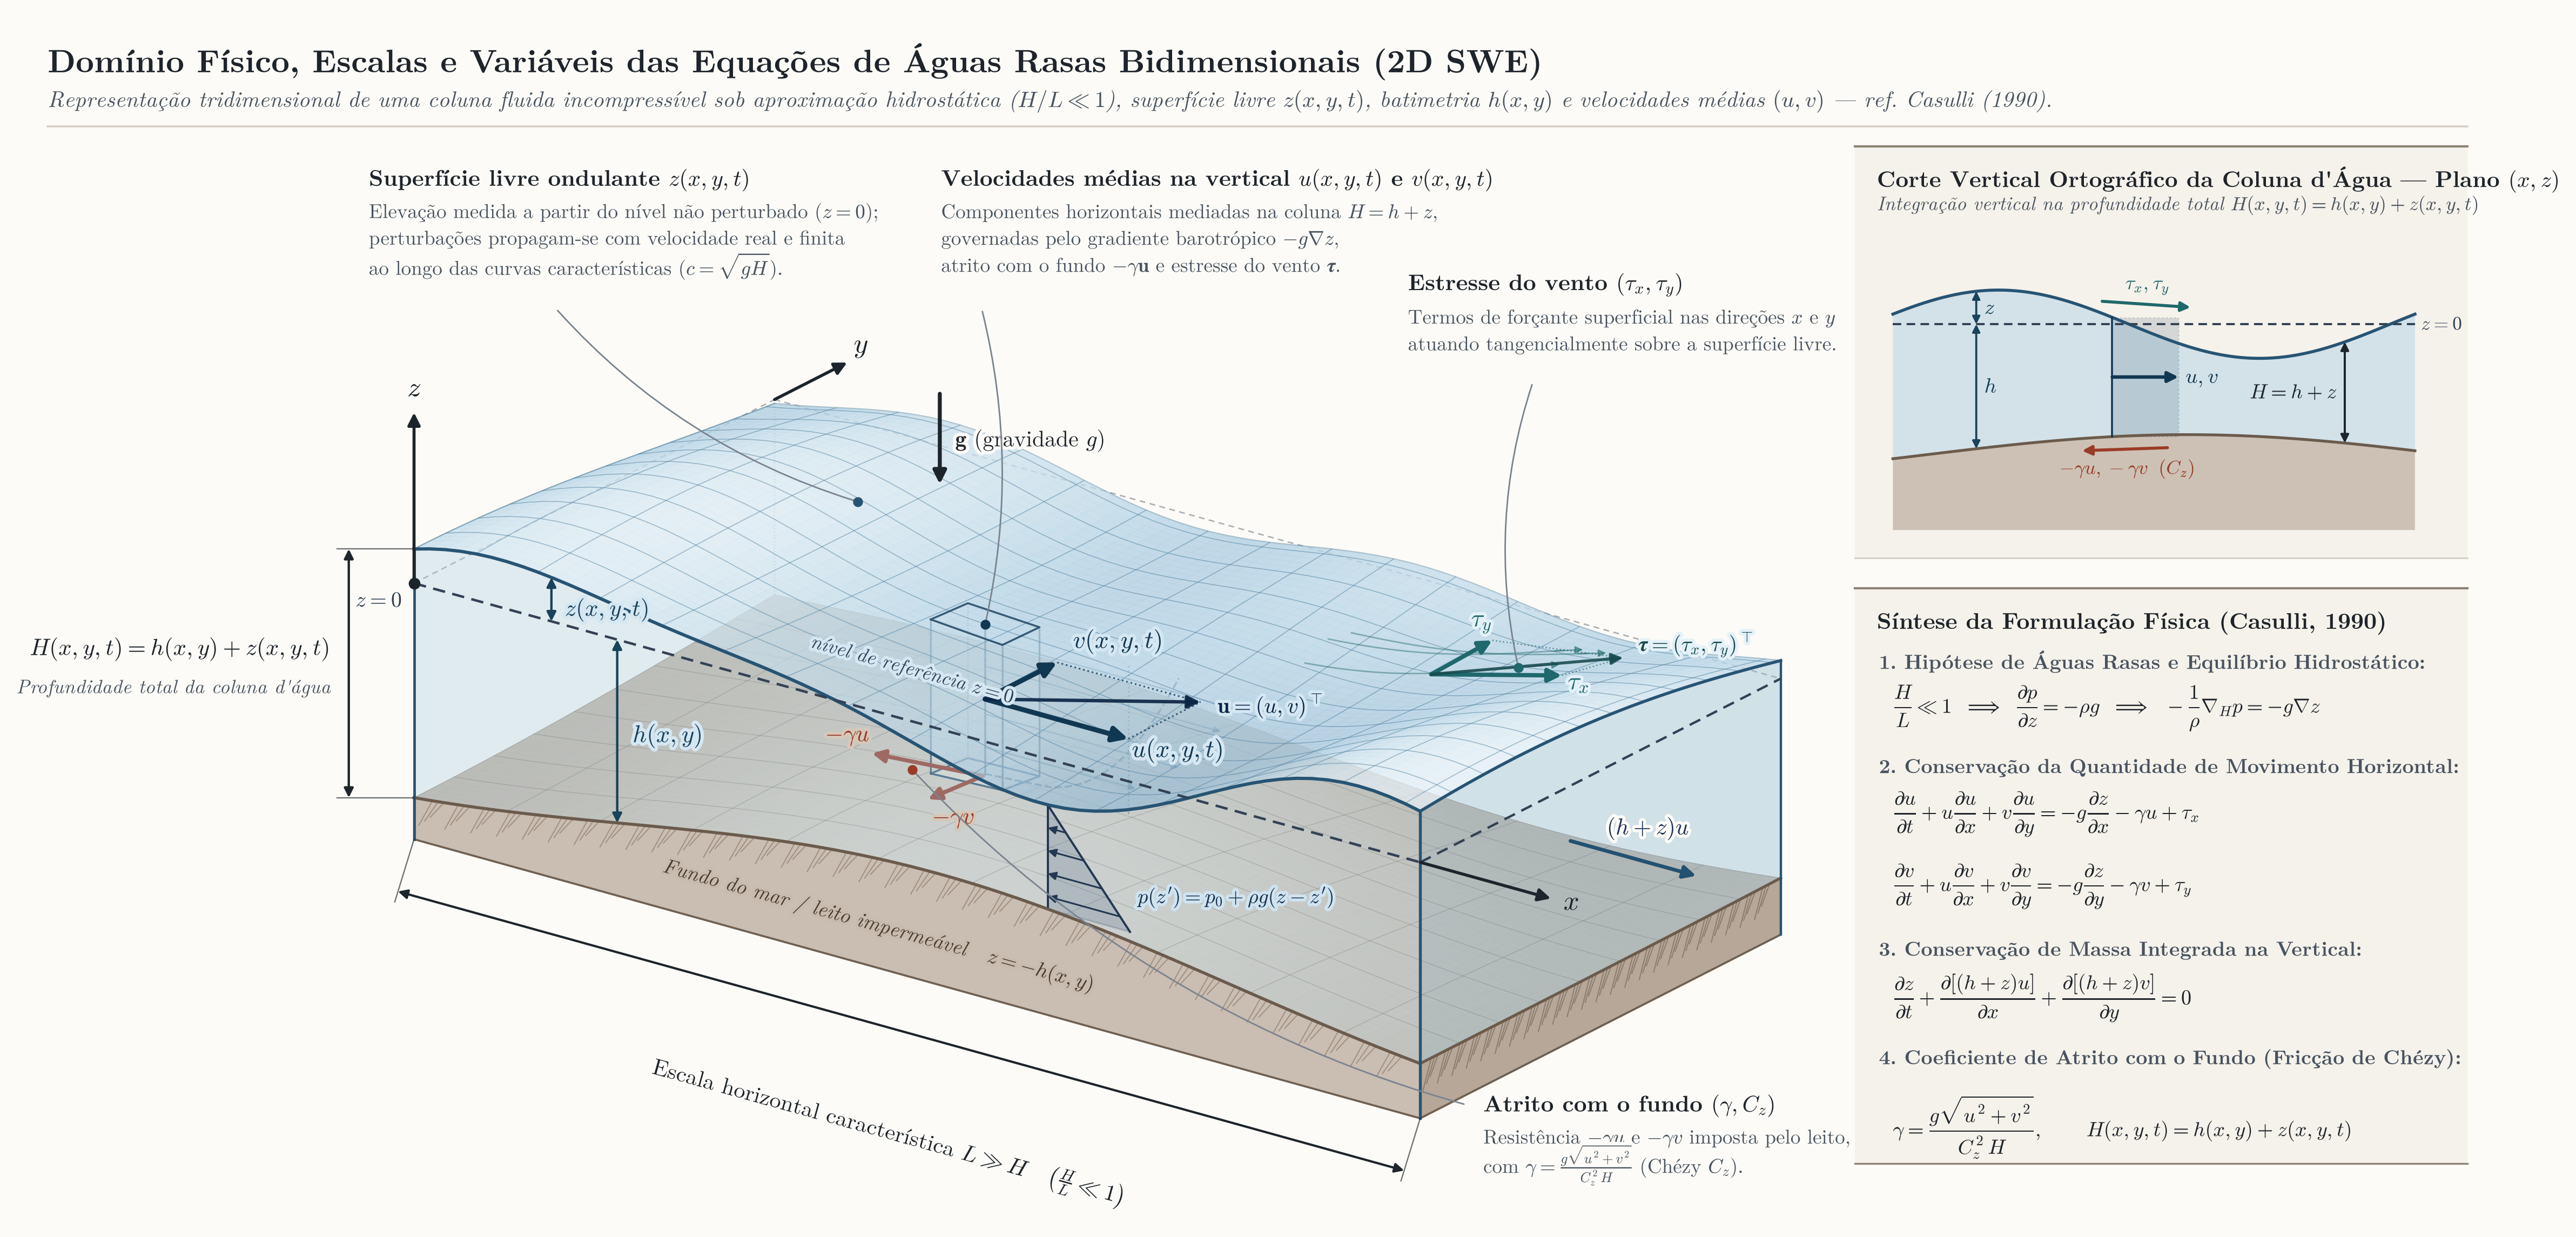 Domínio Físico, Escalas e Variáveis das Equações de Águas Rasas Bidimensionais (2D SWE)
Representação tridimensional de uma coluna fluida incompressível sob aproximação hidrostática (H/L ≪ 1), superfície livre z(x, y, t), batimetria h(x, y) e velocidades médias (u, v) — ref. Casulli (1990).
Superfície livre ondulante z(x, y, t)
Elevação medida a partir do nível não perturbado (z = 0);
perturbações propagam-se com velocidade real e finita
ao longo das curvas características (c = √gH).
Velocidades médias na vertical u(x, y, t) e v(x, y, t)
Componentes horizontais mediadas na coluna H = h + z,
governadas pelo gradiente barotrópico −g∇z,
atrito com o fundo −γu e estresse do vento τ.
Estresse do vento (τx, τy)
Termos de forçante superficial nas direções x e y
atuando tangencialmente sobre a superfície livre.
y
z
g (gravidade g)
z = 0
z(x, y, t)
H(x, y, t) = h(x, y) + z(x, y, t)
Profundidade total da coluna d'água
h(x, y)
nível de referência z = 0
v(x, y, t)
u = (u, v)⊤
u(x, y, t)
−γu
−γv
τy
τ = (τx, τy)⊤
τx
(h + z)u
p(z′) = p0 + ρg(z − z′)
x
Fundo do mar / leito impermeável z = −h(x, y)
Escala horizontal característica L ≫ H (H/L ≪ 1)
Atrito com o fundo (γ, Cz)
Resistência −γu e −γv imposta pelo leito,
com γ = g√(u² + v²) / (Cz² H) (Chézy Cz).
Corte Vertical Ortográfico da Coluna d'Água — Plano (x, z)
Integração vertical na profundidade total H(x, y, t) = h(x, y) + z(x, y, t)
τx, τy
z
z = 0
h
u, v
H = h + z
−γu, −γv (Cz)
Síntese da Formulação Física (Casulli, 1990)
1. Hipótese de Águas Rasas e Equilíbrio Hidrostático:
H/L ≪ 1 ⟹ ∂p/∂z = −ρg ⟹ −1/ρ ∇H p = −g∇z
2. Conservação da Quantidade de Movimento Horizontal:
∂u/∂t + u ∂u/∂x + v ∂u/∂y = −g ∂z/∂x − γu + τx
∂v/∂t + u ∂v/∂x + v ∂v/∂y = −g ∂z/∂y − γv + τy
3. Conservação de Massa Integrada na Vertical:
∂z/∂t + ∂[(h + z)u]/∂x + ∂[(h + z)v]/∂y = 0
4. Coeficiente de Atrito com o Fundo (Fricção de Chézy):
γ = g√(u² + v²) / (Cz² H), H(x, y, t) = h(x, y) + z(x, y, t)